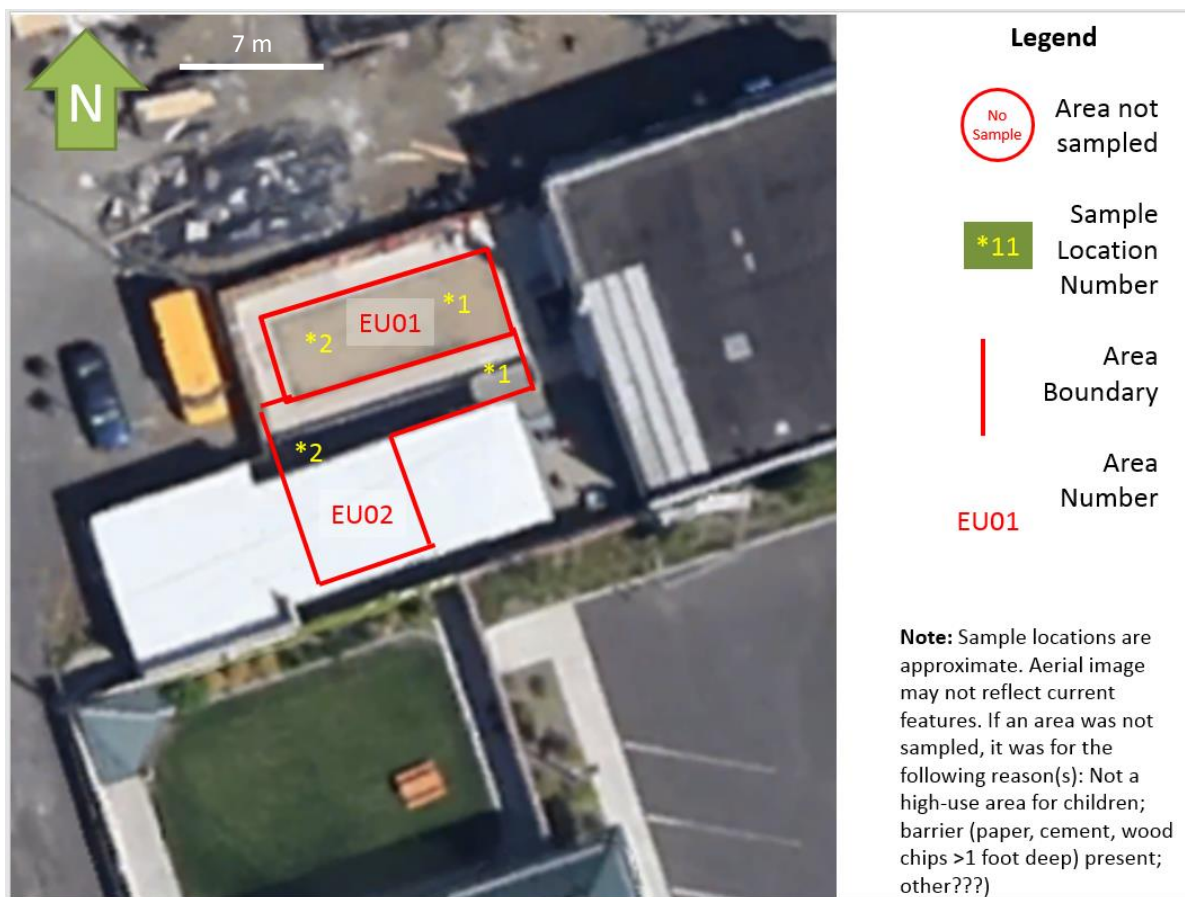 7 m
N
EU01
*1
*2
*1
*2
EU02
Legend
No
Sample
Area not
sampled
*11
Sample
Location
Number
Area
Boundary
Area
Number
EU01
Note: Sample locations are
approximate. Aerial image
may not reflect current
features. If an area was not
sampled, it was for the
following reason(s): Not a
high-use area for children;
barrier (paper, cement, wood
chips >1 foot deep) present;
other???)